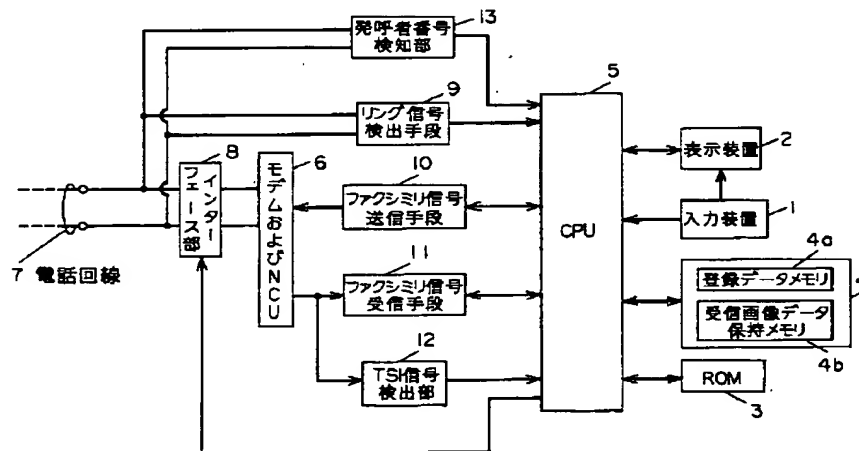 13
発呼者番号
検知部
9
リング信号
検出手段
5
CPU
2
表示装置
1
入力装置
8
インター
フェース部
6
モデムおよびNCU
10
ファクシミリ信号
送信手段
7 電話回線
11
ファクシミリ信号
受信手段
4a
登録データメモリ
4
受信画像データ
保持メモリ
4b
12
TSI信号
検出部
ROM
3